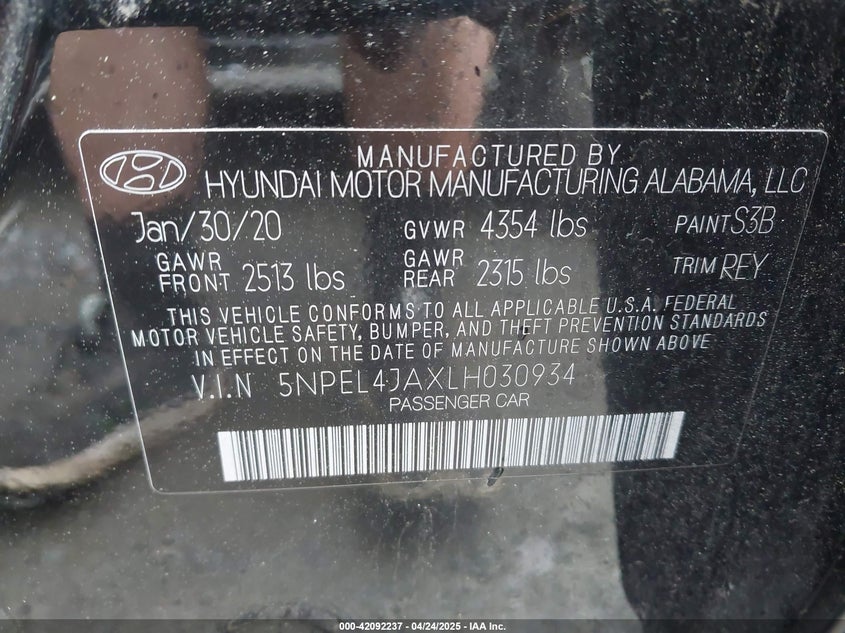 MANUFACTURED BY
HYUNDAI MOTOR MANUFACTURING ALABAMA, LLC
Jan/30/20 GVWR 4354 lbs PAINT S3B
GAWR FRONT 2513 lbs GAWR REAR 2315 lbs TRIM REY
THIS VEHICLE CONFORMS TO ALL APPLICABLE U.S.A. FEDERAL
MOTOR VEHICLE SAFETY, BUMPER, AND THEFT PREVENTION STANDARDS
IN EFFECT ON THE DATE OF MANUFACTURE SHOWN ABOVE
V.I.N 5NPEL4JAXLH030934
PASSENGER CAR
000-42092237 - 04/24/2025 - IAA Inc.